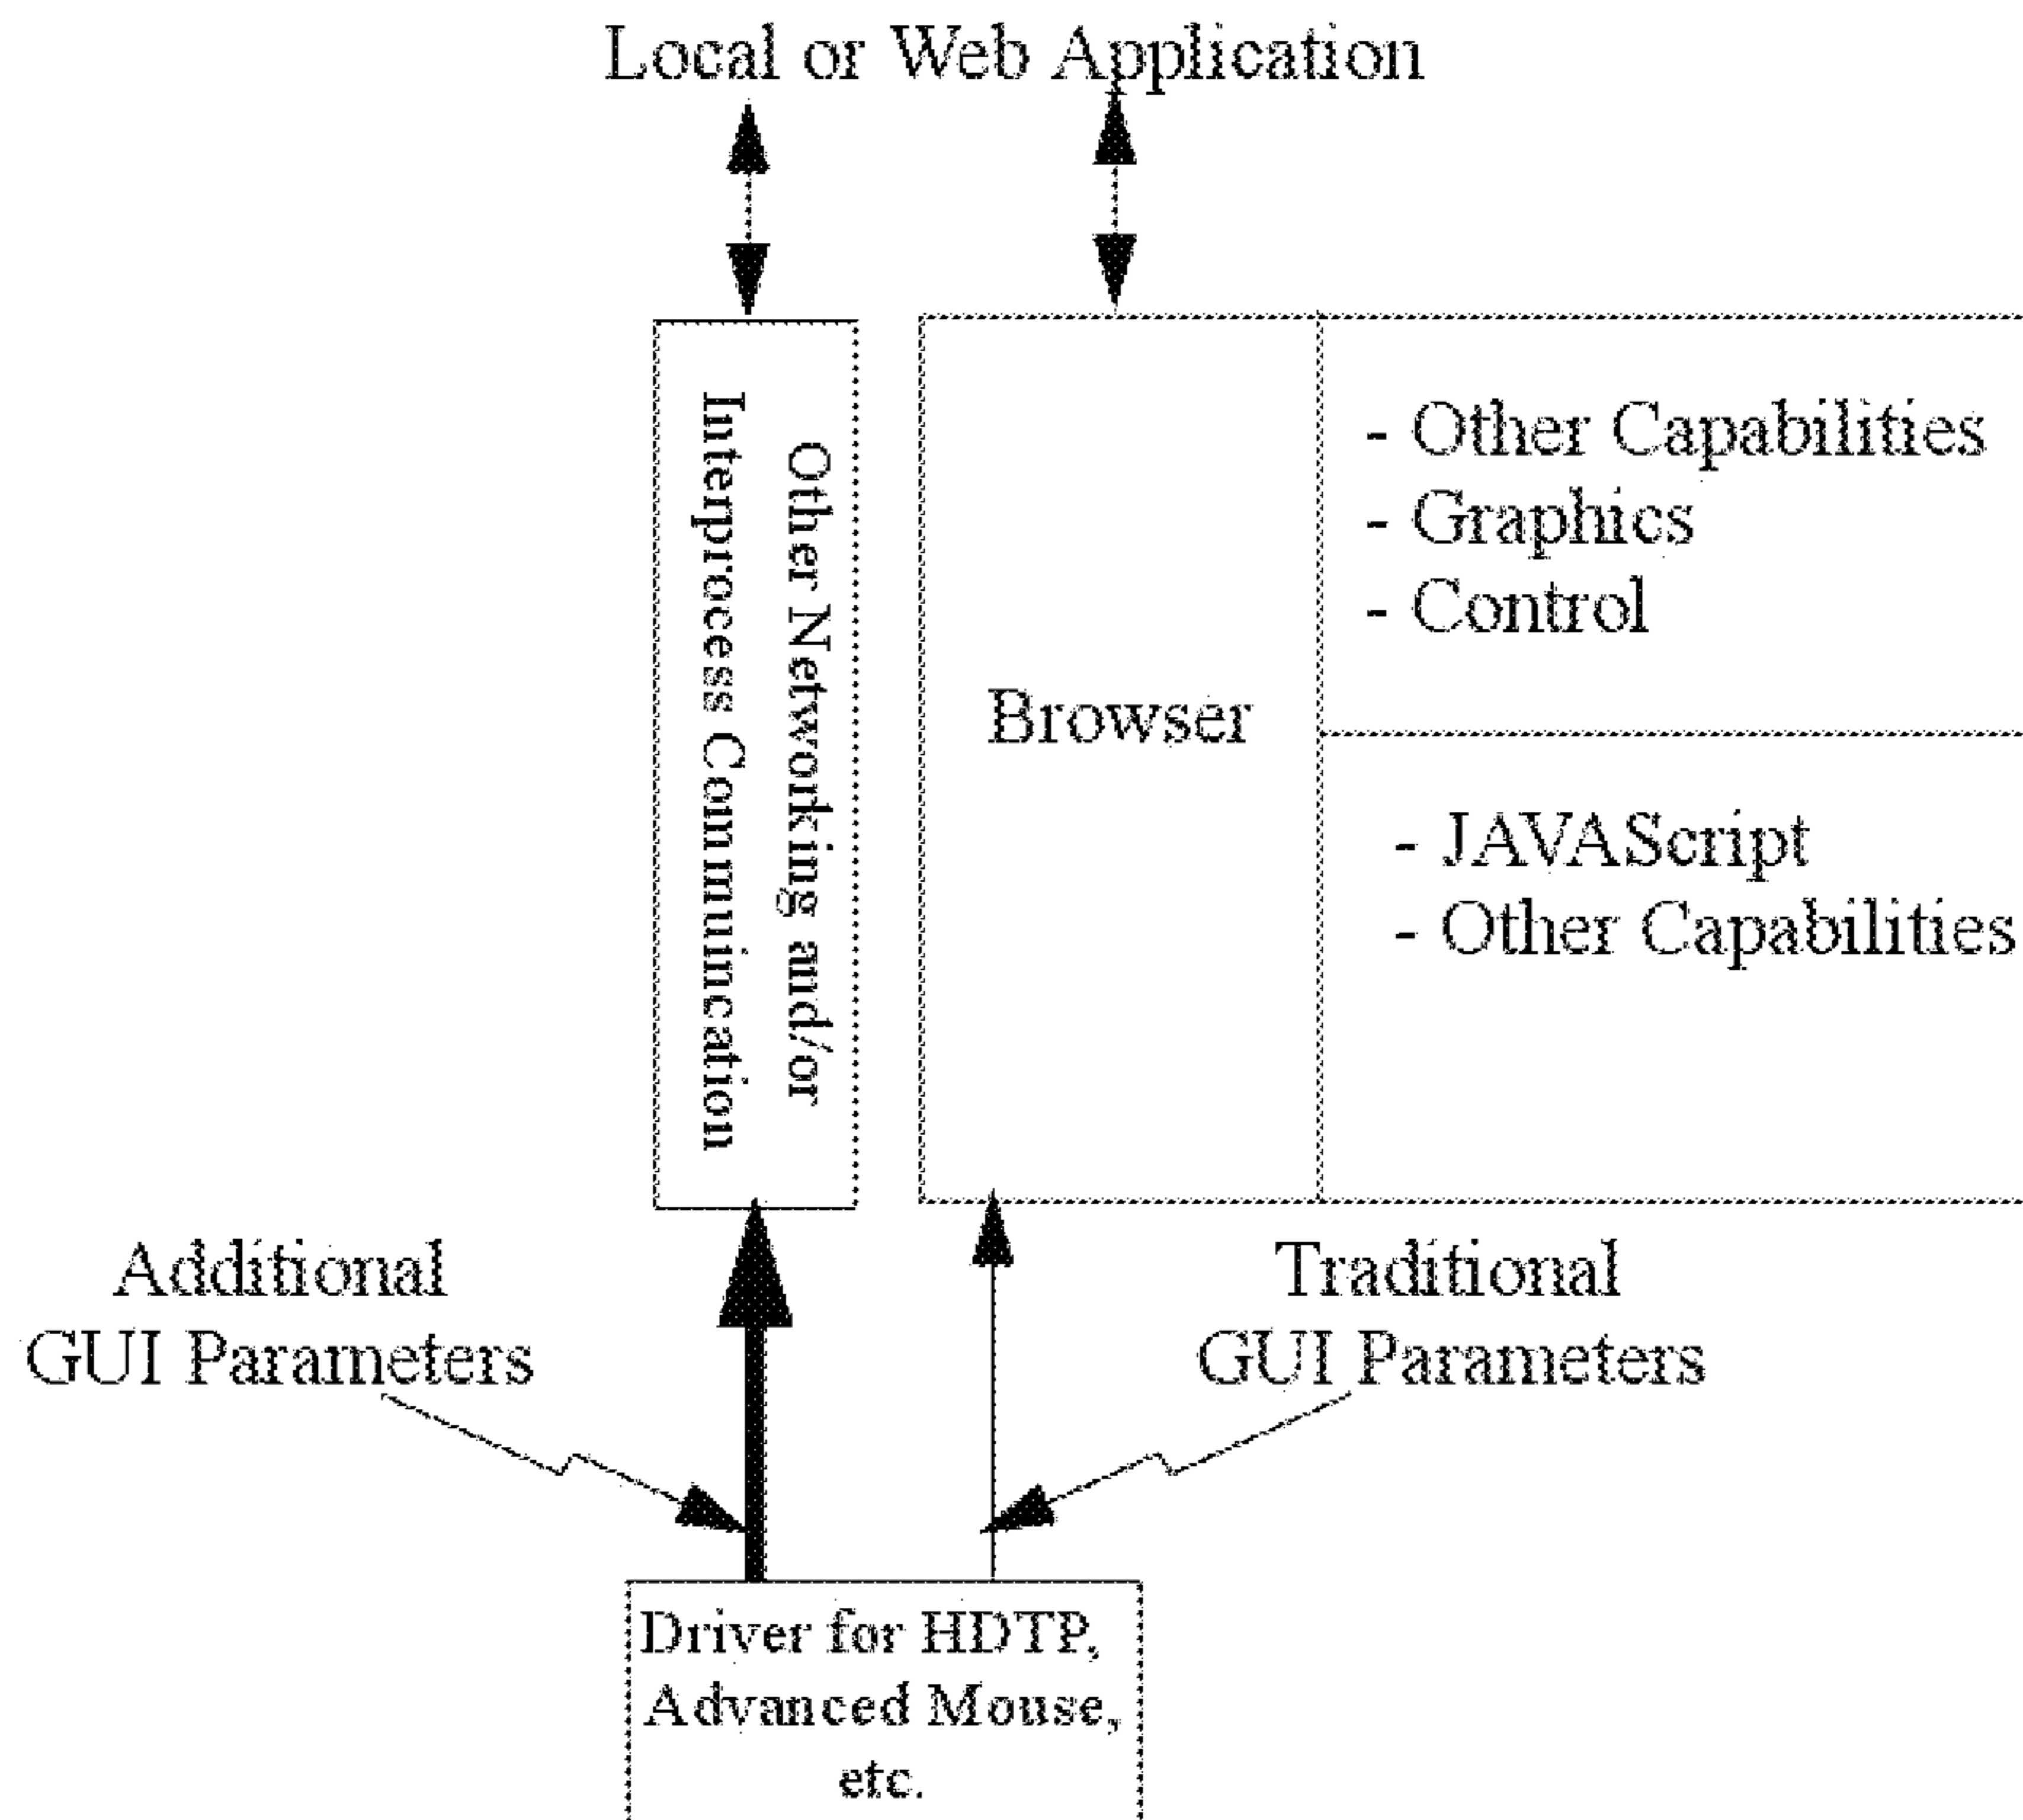 Local or Web Application
Other Networking and/or
Interprocess Communication
Browser
- Other Capabilities
- Graphics
- Control
- JAVAScript
- Other Capabilities
Additional
GUI Parameters
Traditional
GUI Parameters
Driver for HDTP,
Advanced Mouse,
etc.